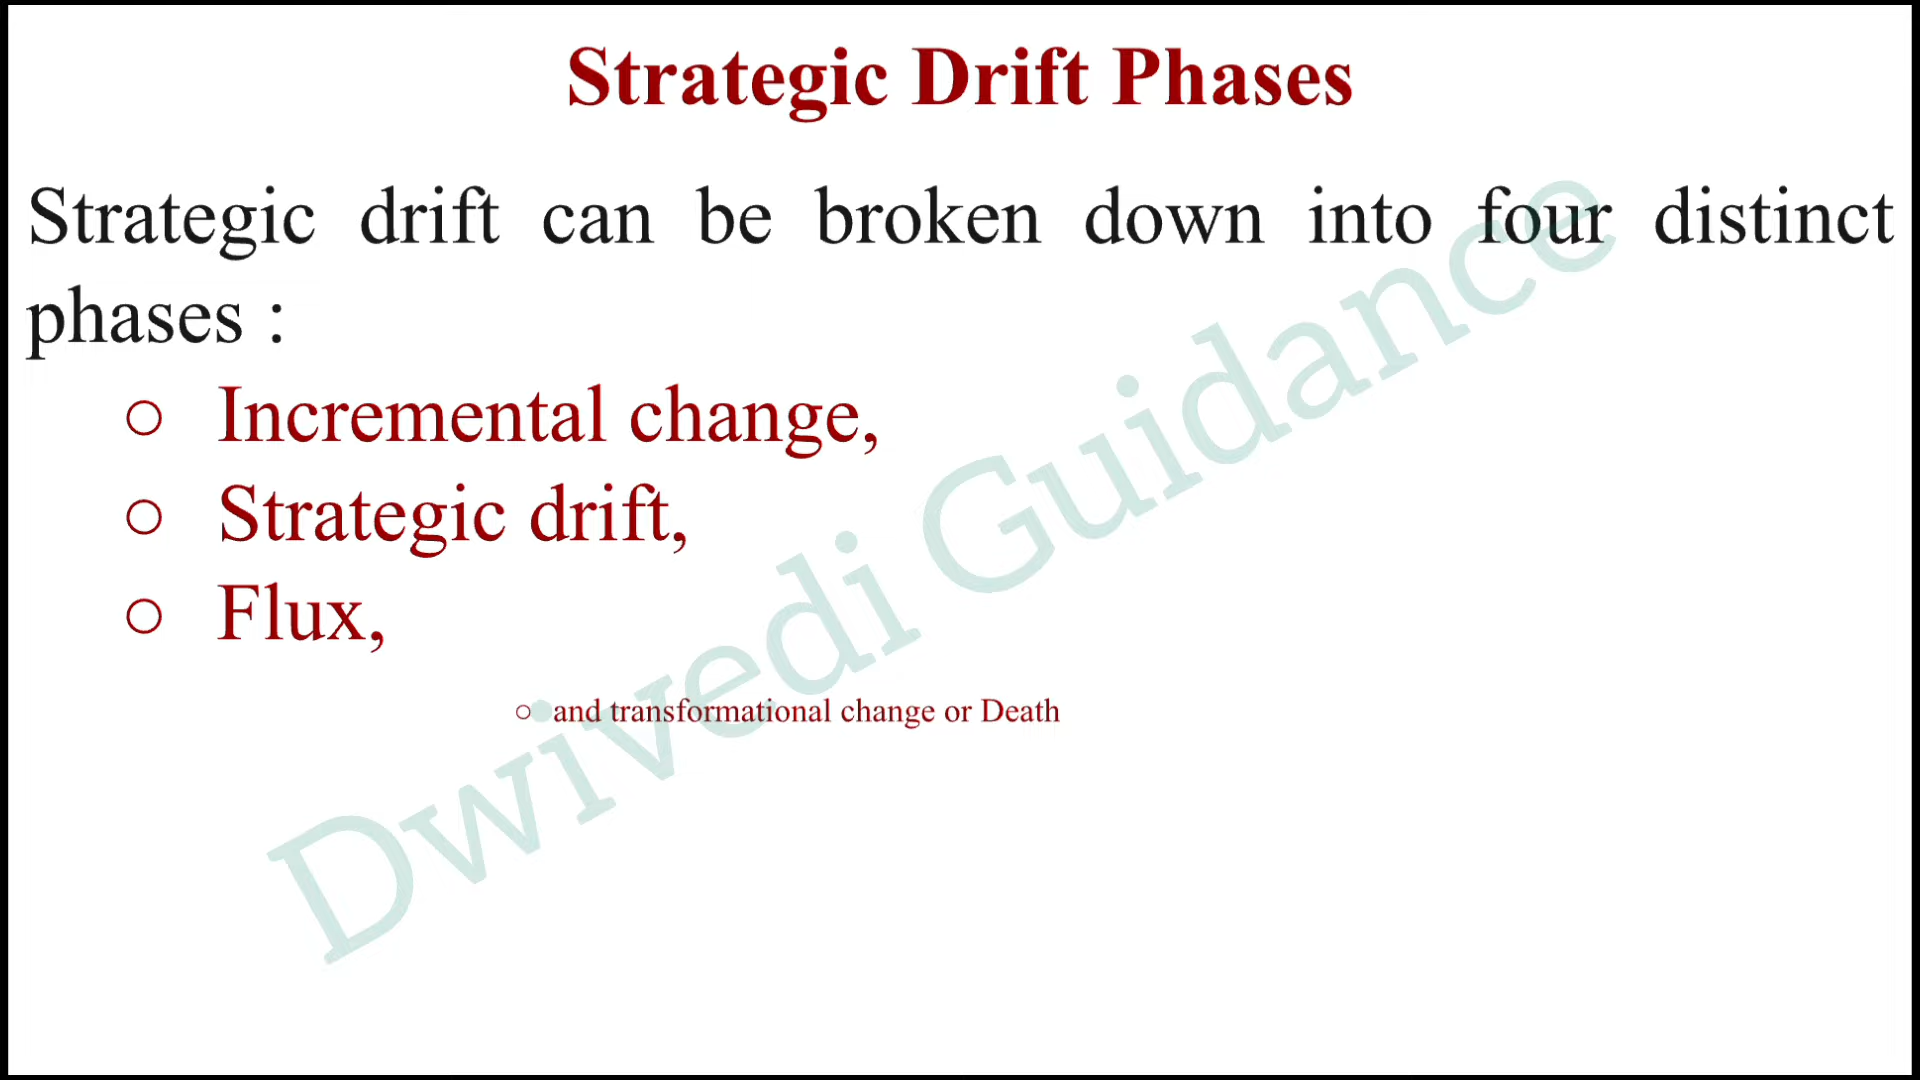 Strategic Drift Phases
Strategic drift can be broken down into four distinct
phases :
○ Incremental change,
○ Strategic drift,
○ Flux,
○ and transformational change or Death
Dwivedi Guidance